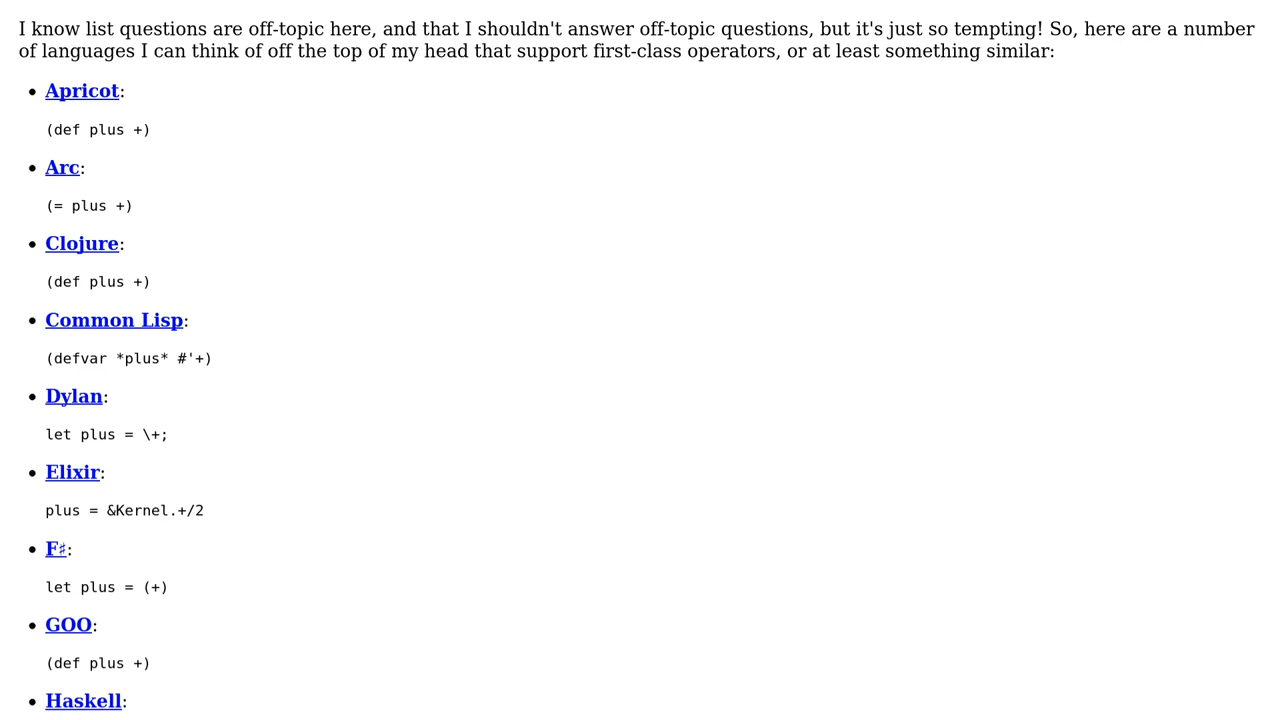 I know list questions are off-topic here, and that I shouldn't answer off-topic questions, but it's just so tempting! So, here are a number
of languages I can think of off the top of my head that support first-class operators, or at least something similar:
• Apricot:
(def plus +)
• Arc:
(= plus +)
• Clojure:
(def plus +)
• Common Lisp:
(defvar *plus* #'+)
• Dylan:
let plus = \+;
• Elixir:
plus = &Kernel.+/2
• F♯:
let plus = (+)
• GOO:
(def plus +)
• Haskell: